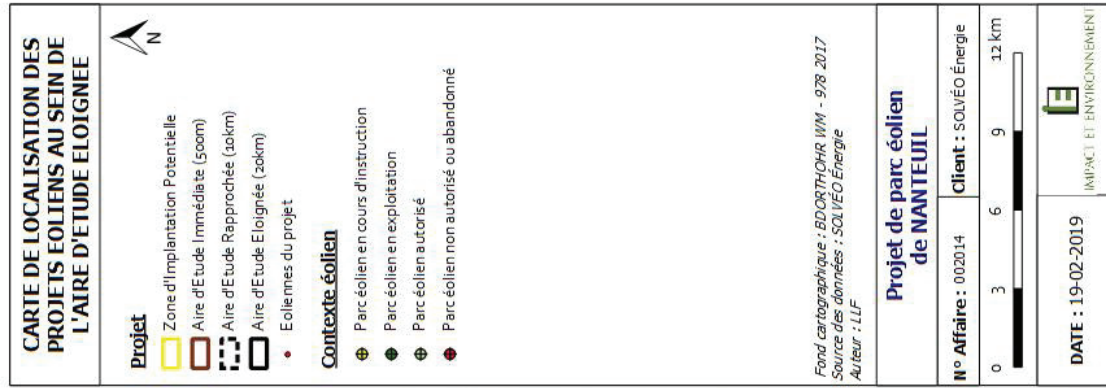 CARTE DE LOCALISATION DES
PROJETS EOLIENS AU SEIN DE
L'AIRE D'ETUDE ELOIGNEE
N
Projet
Zone d'Implantation Potentielle
Aire d'Etude Immédiate (500m)
Aire d'Etude Rapprochée (10km)
Aire d'Etude Eloignée (20km)
Eoliennes du projet
Contexte éolien
Parc éolien en cours d'instruction
Parc éolien en exploitation
Parc éolien autorisé
Parc éolien non autorisé ou abandonné
Fond cartographique : BDORTHOHR WM - 978 2017
Source des données : SOLVÉO Énergie
Auteur : LLF
Projet de parc éolien
de NANTEUIL
N° Affaire : 002014
Client : SOLVÉO Énergie
0 3 6 9 12 km
DATE : 19-02-2019
IE
IMPACT ET ENVIRONNEMENT